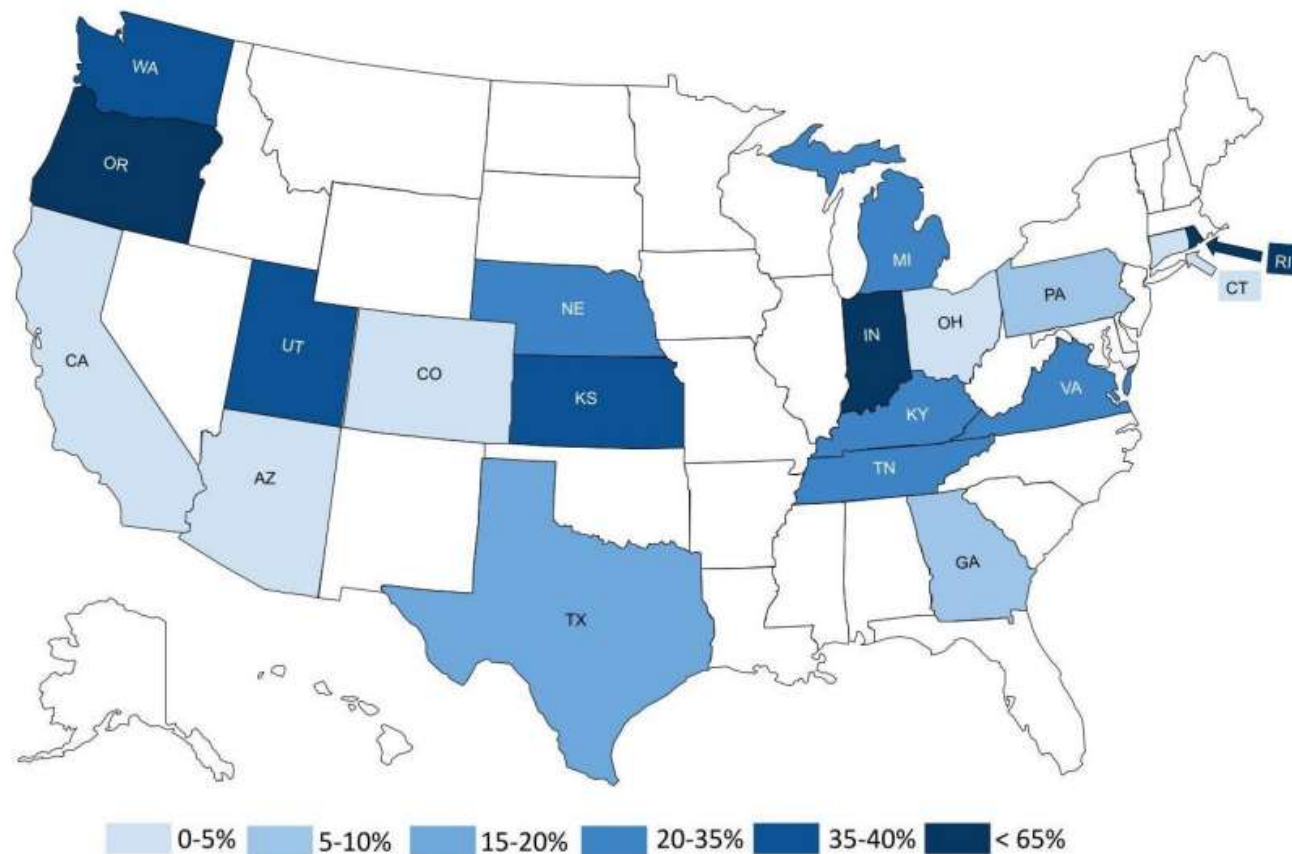 WA
OR
MI
RI
CT
NE
PA
OH
IN
UT
CO
CA
KS
VA
KY
TN
AZ
GA
TX
0-5% 5-10% 15-20% 20-35% 35-40% < 65%